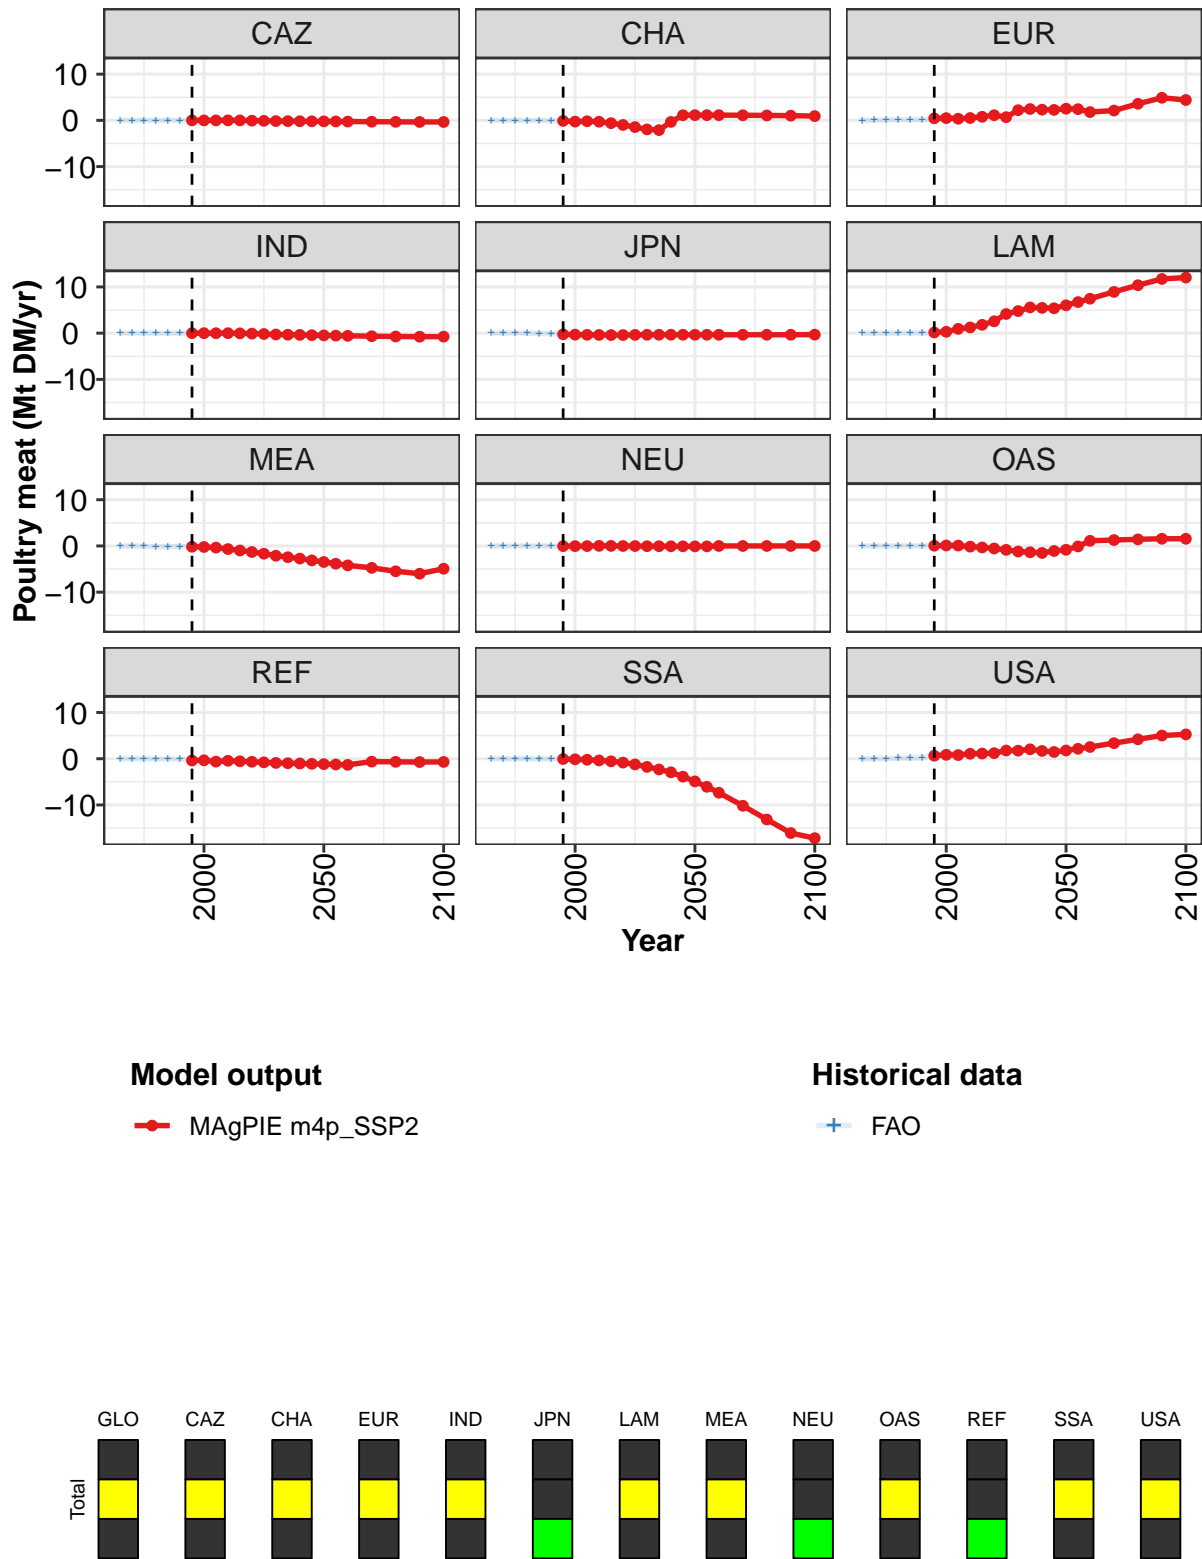 CAZ CHA EUR
10
0
−10
IND JPN LAM
10
0
−10
MEA NEU OAS
10
0
−10
REF SSA USA
10
0
−10
Poultry meat (Mt DM/yr)
2000 2050 2100 2000 2050 2100 2000 2050 2100
Year
Model output Historical data
MAgPIE m4p_SSP2 FAO
GLO CAZ CHA EUR IND JPN LAM MEA NEU OAS REF SSA USA
Total